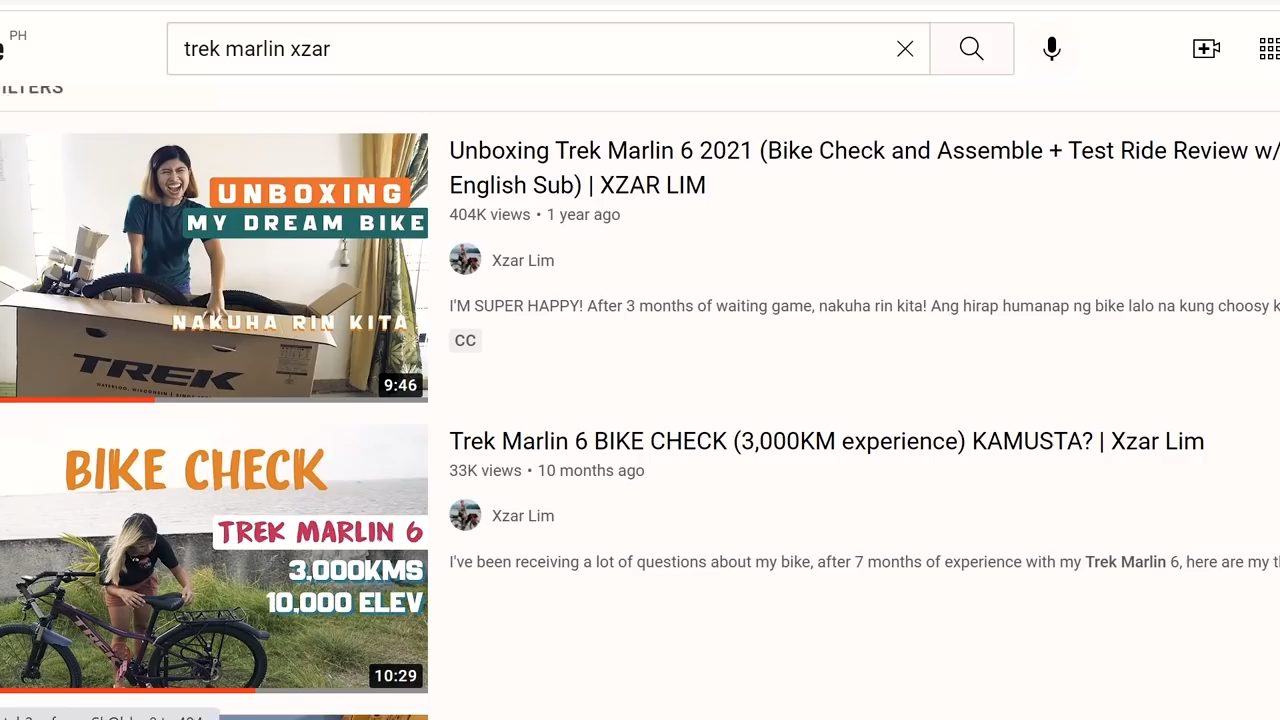 PH
trek marlin xzar
FILTERS
UNBOXING
MY DREAM BIKE
NAKUHA RIN KITA
TREK
9:46
Unboxing Trek Marlin 6 2021 (Bike Check and Assemble + Test Ride Review w/
English Sub) | XZAR LIM
404K views • 1 year ago
Xzar Lim
I'M SUPER HAPPY! After 3 months of waiting game, nakuha rin kita! Ang hirap humanap ng bike lalo na kung choosy k
CC
BIKE CHECK
TREK MARLIN 6
3,000KMS
10,000 ELEV
TREK
10:29
Trek Marlin 6 BIKE CHECK (3,000KM experience) KAMUSTA? | Xzar Lim
33K views • 10 months ago
Xzar Lim
I've been receiving a lot of questions about my bike, after 7 months of experience with my Trek Marlin 6, here are my t